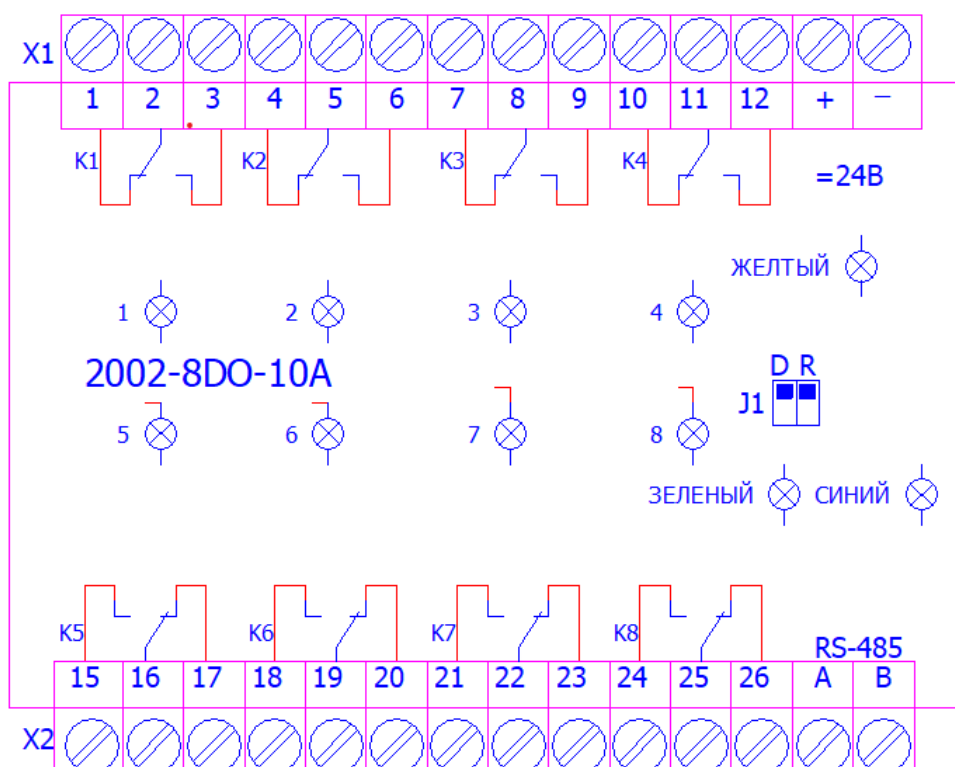 X1
1 2 3 4 5 6 7 8 9 10 11 12 + −
K1 K2 K3 K4
=24В
ЖЕЛТЫЙ
1 2 3 4
2002-8DO-10A
D R
J1
5 6 7 8
ЗЕЛЕНЫЙ СИНИЙ
K5 K6 K7 K8
RS-485
15 16 17 18 19 20 21 22 23 24 25 26 A B
X2